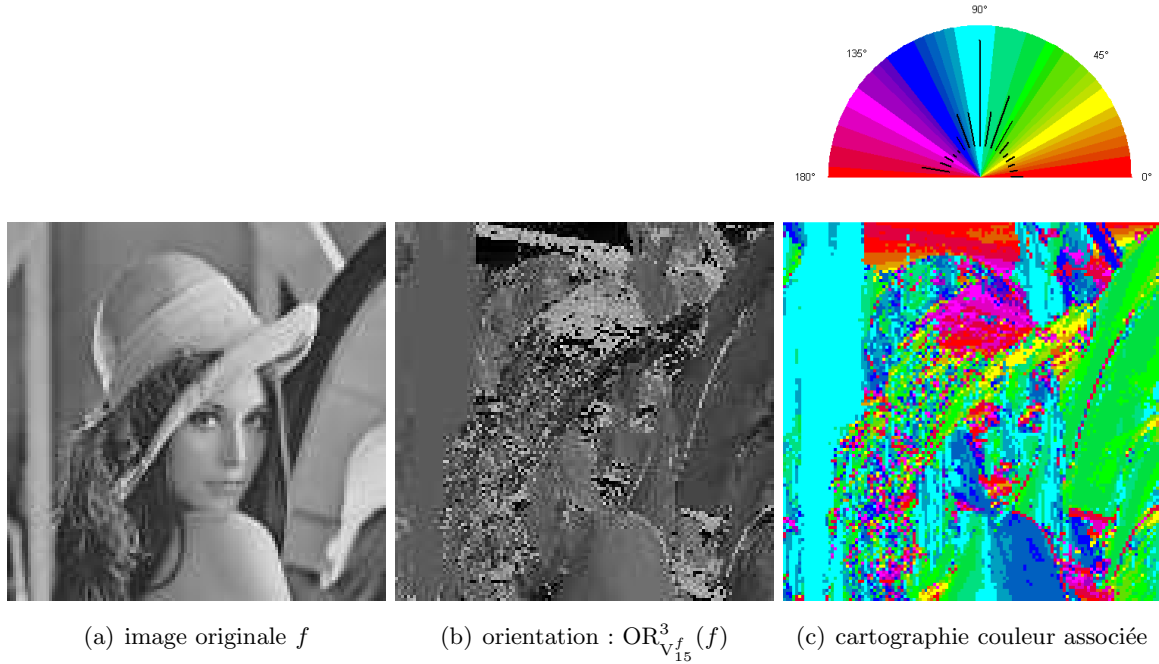 90°
135°
45°
180°
0°
(a) image originale f
(b) orientation : OR³_{V^f_{15}}(f)
(c) cartographie couleur associée